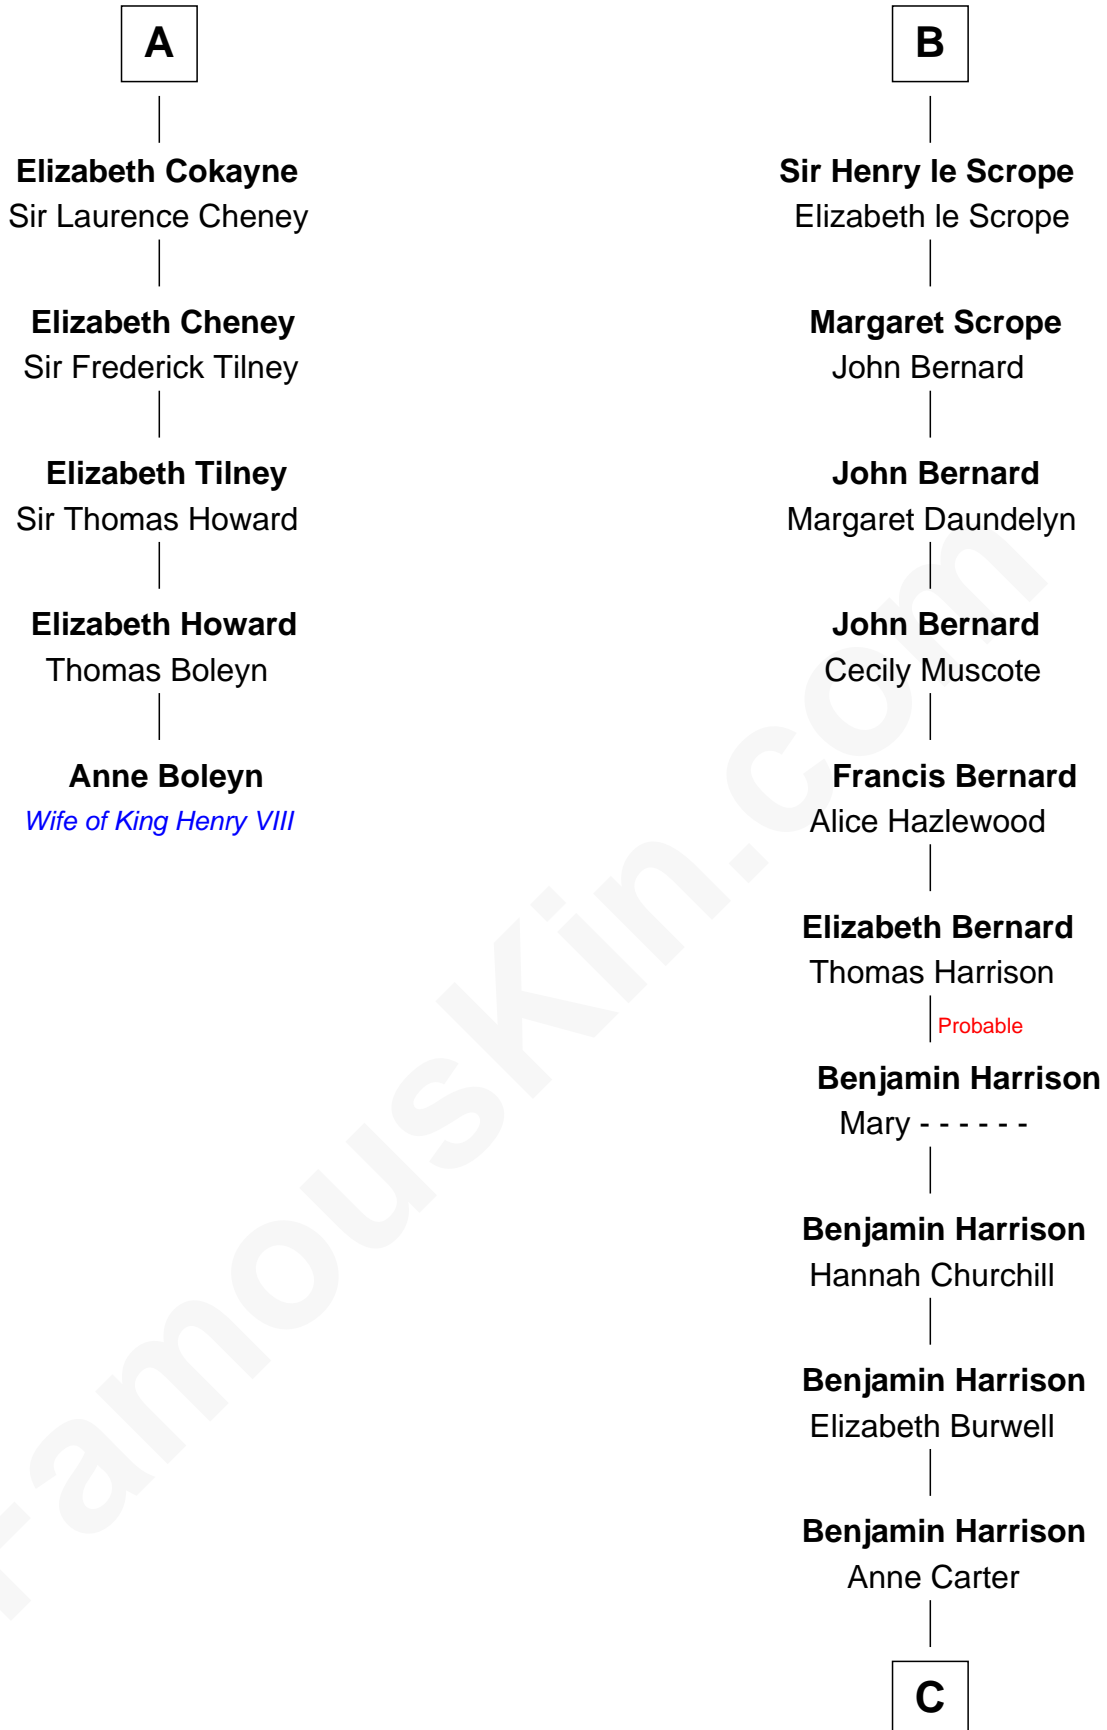 A
Elizabeth Cokayne
Sir Laurence Cheney
Elizabeth Cheney
Sir Frederick Tilney
Elizabeth Tilney
Sir Thomas Howard
Elizabeth Howard
Thomas Boleyn
Anne Boleyn
Wife of King Henry VIII
B
Sir Henry le Scrope
Elizabeth le Scrope
Margaret Scrope
John Bernard
John Bernard
Margaret Daundelyn
John Bernard
Cecily Muscote
Francis Bernard
Alice Hazlewood
Elizabeth Bernard
Thomas Harrison
Probable
Benjamin Harrison
Mary - - - - - -
Benjamin Harrison
Hannah Churchill
Benjamin Harrison
Elizabeth Burwell
Benjamin Harrison
Anne Carter
C
FamousKin.com